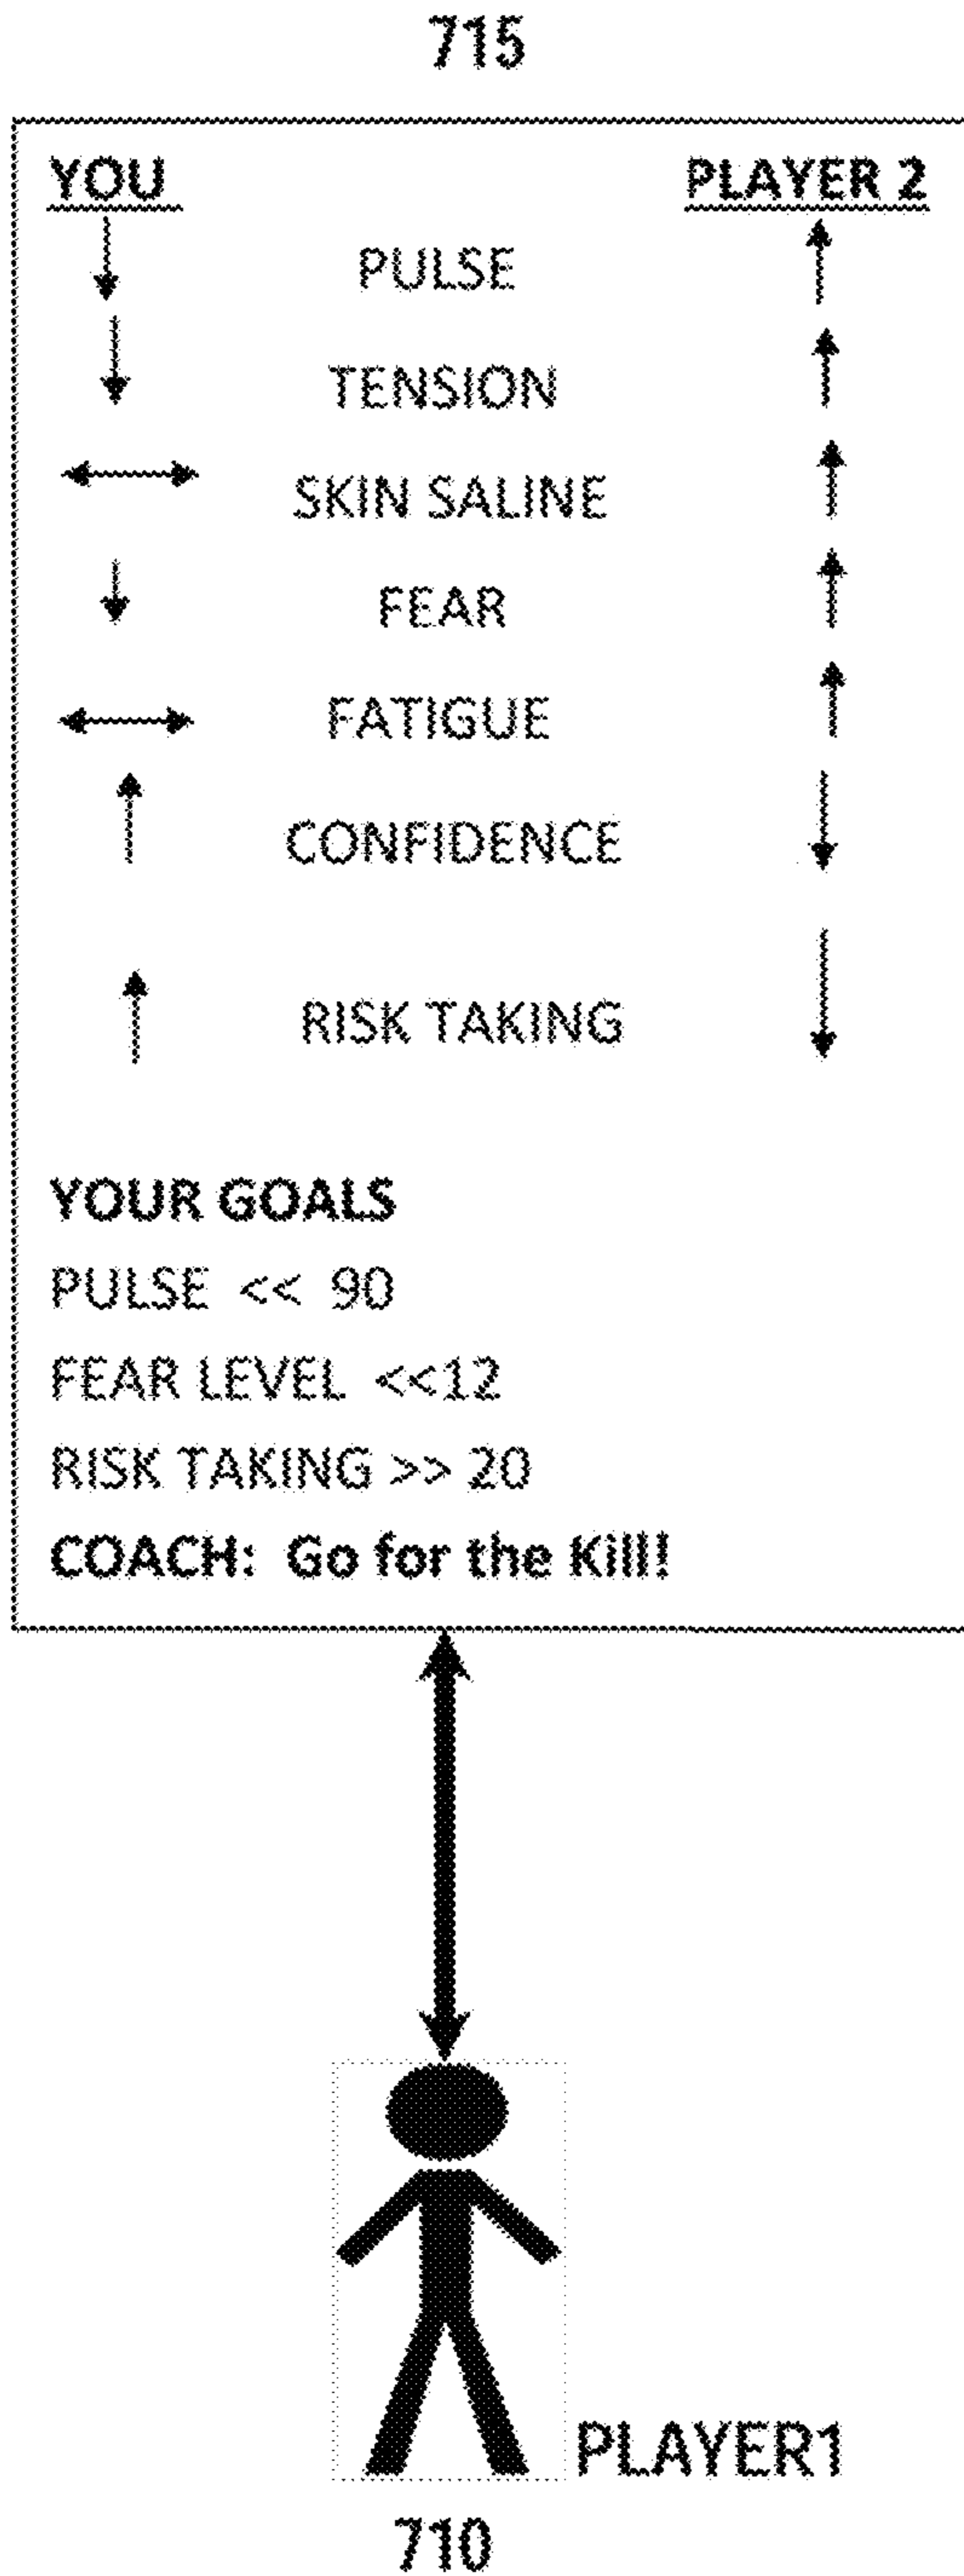 715
YOU PLAYER 2
PULSE
TENSION
SKIN SALINE
FEAR
FATIGUE
CONFIDENCE
RISK TAKING
YOUR GOALS
PULSE << 90
FEAR LEVEL <<12
RISK TAKING >> 20
COACH: Go for the Kill!
PLAYER1
710